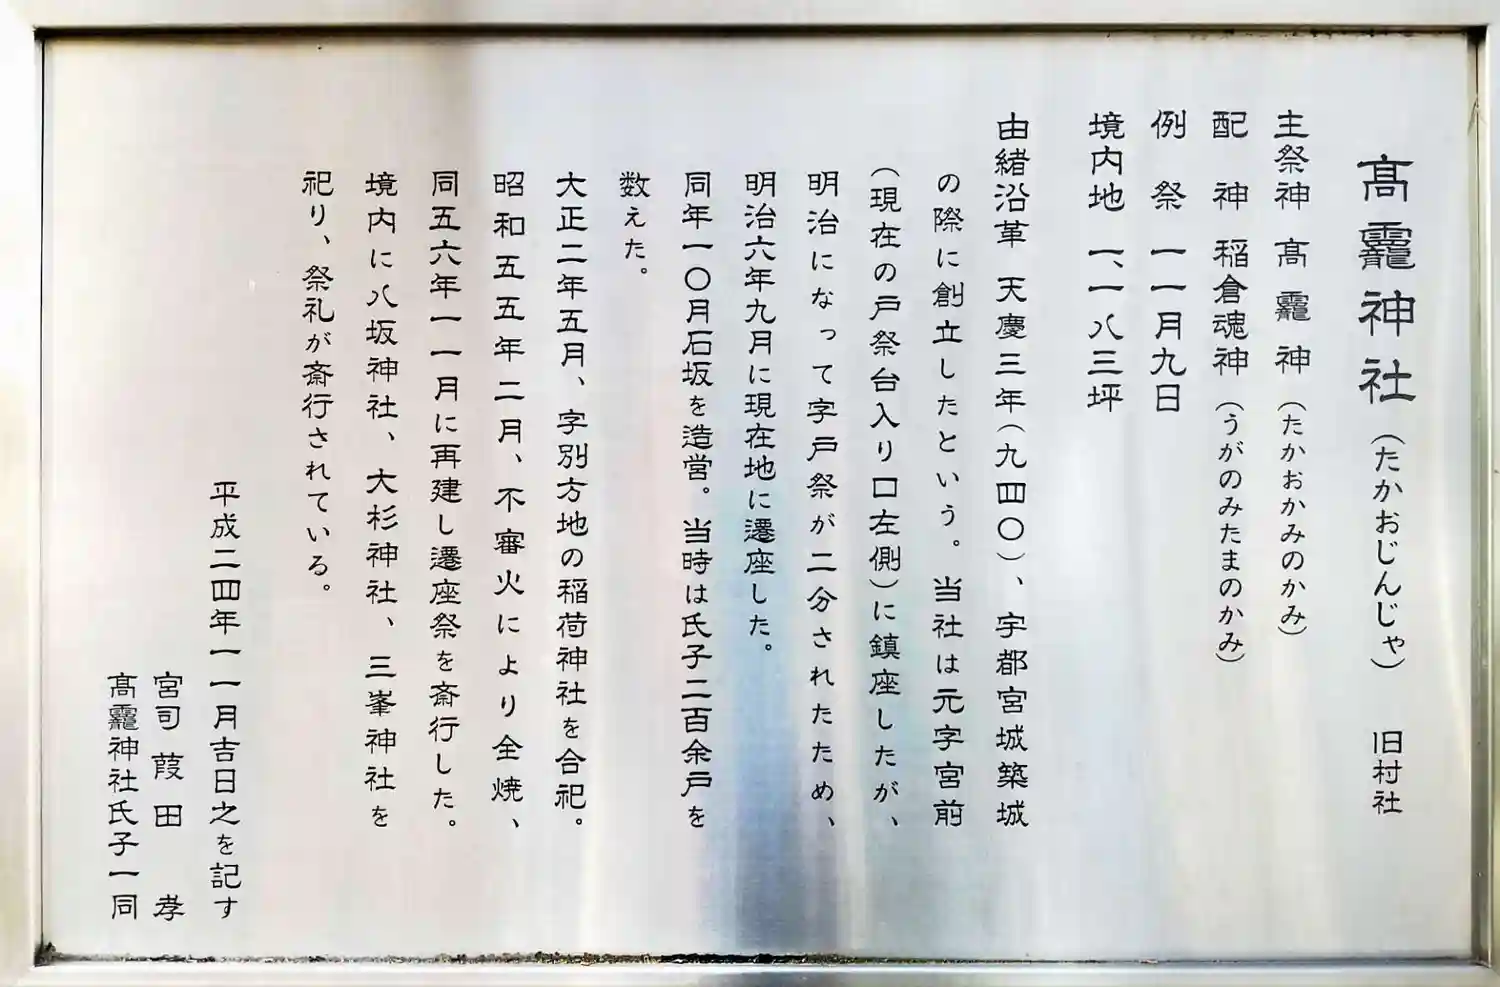 髙龗神社（たかおじんじゃ） 旧村社
主祭神 髙龗神（たかおかみのかみ）
配神 稲倉魂神（うがのみたまのかみ）
例祭 一一月九日
境内地 一、一八三坪
由緒沿革 天慶三年（九四〇）、宇都宮城築城
の際に創立したという。当社は元字宮前
（現在の戸祭台入り口左側）に鎮座したが、
明治になって字戸祭が二分されたため、
明治六年九月に現在地に遷座した。
同年一〇月石坂を造営。当時は氏子二百余戸を
数えた。
大正二年五月、字別方地の稲荷神社を合祀。
昭和五五年二月、不審火により全焼、
同五六年一一月に再建し遷座祭を斎行した。
境内に八坂神社、大杉神社、三峯神社を
祀り、祭礼が斎行されている。
平成二四年一一月吉日之を記す
宮司 葭田 孝
髙龗神社氏子一同